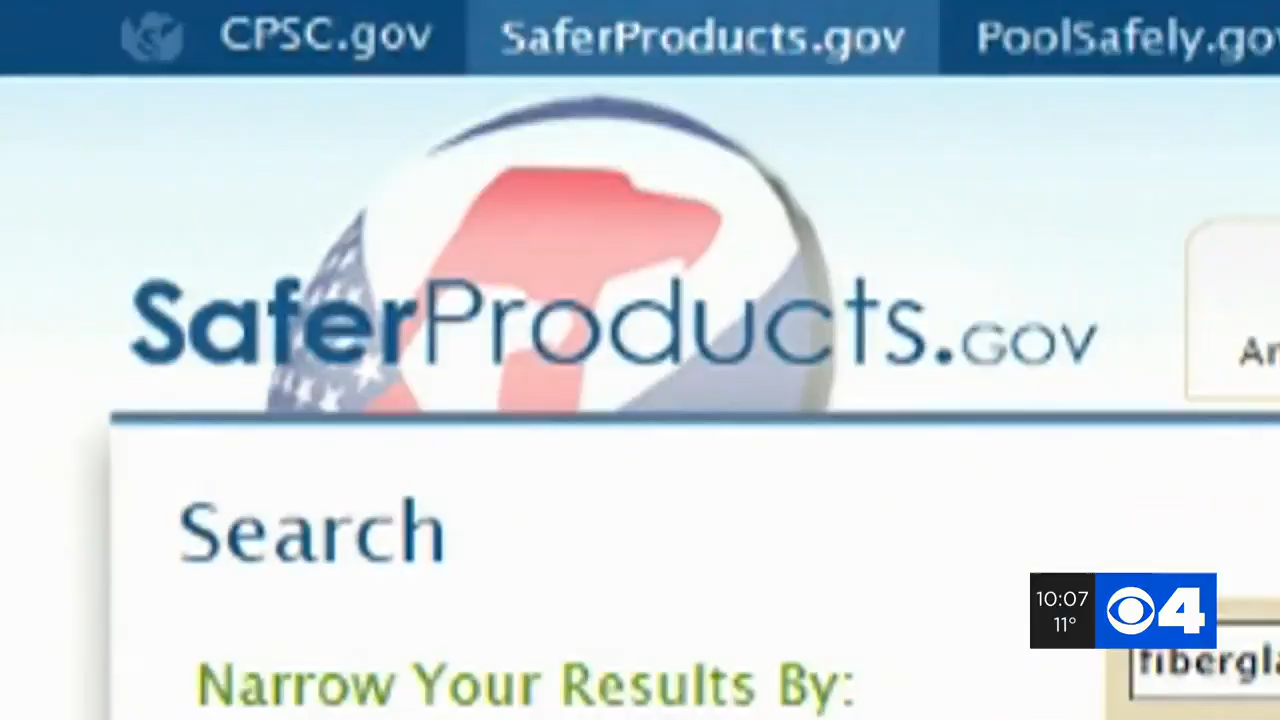 CPSC.gov SaferProducts.gov PoolSafely.gov
SaferProducts.GOV
Search
Narrow Your Results By:
10:07
11°
4